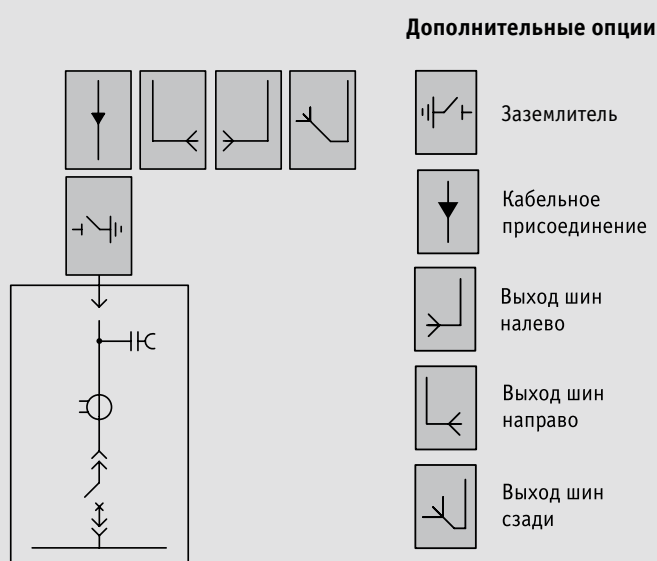 Дополнительные опции
Заземлитель
Кабельное
присоединение
Выход шин
налево
Выход шин
направо
Выход шин
сзади